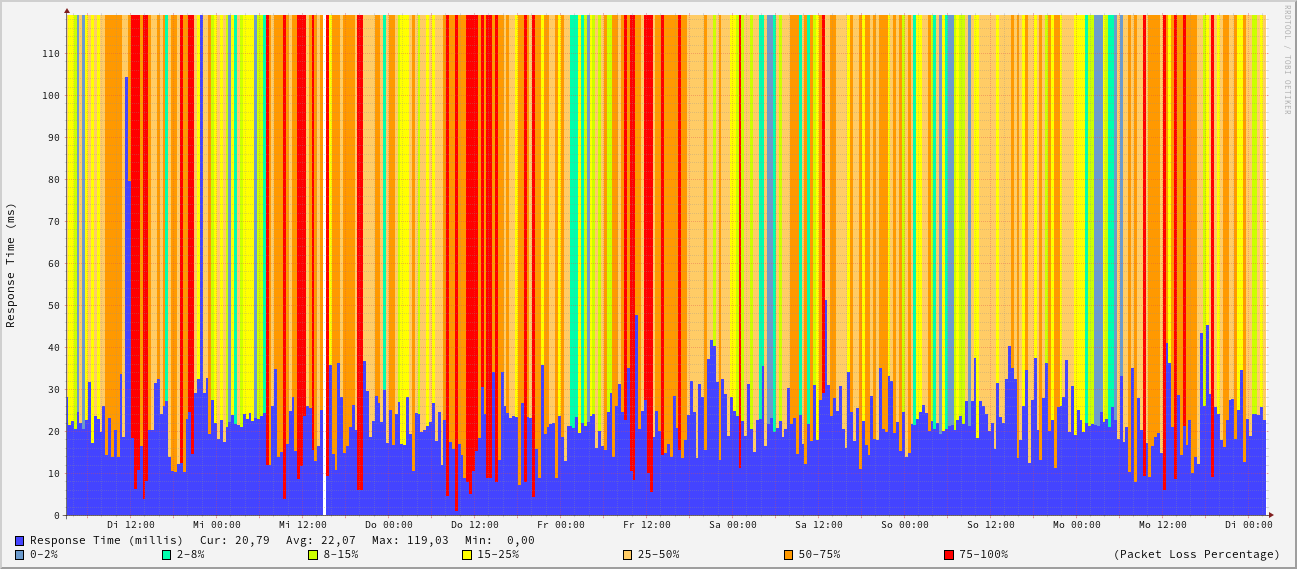 RRDTOOL / TOBI OETIKER
Response Time (ms)
110
100
90
80
70
60
50
40
30
20
10
0
Di 12:00 Mi 00:00 Mi 12:00 Do 00:00 Do 12:00 Fr 00:00 Fr 12:00 Sa 00:00 Sa 12:00 So 00:00 So 12:00 Mo 00:00 Mo 12:00 Di 00:00
Response Time (millis) Cur: 20,79 Avg: 22,07 Max: 119,03 Min: 0,00
0-2% 2-8% 8-15% 15-25% 25-50% 50-75% 75-100% (Packet Loss Percentage)